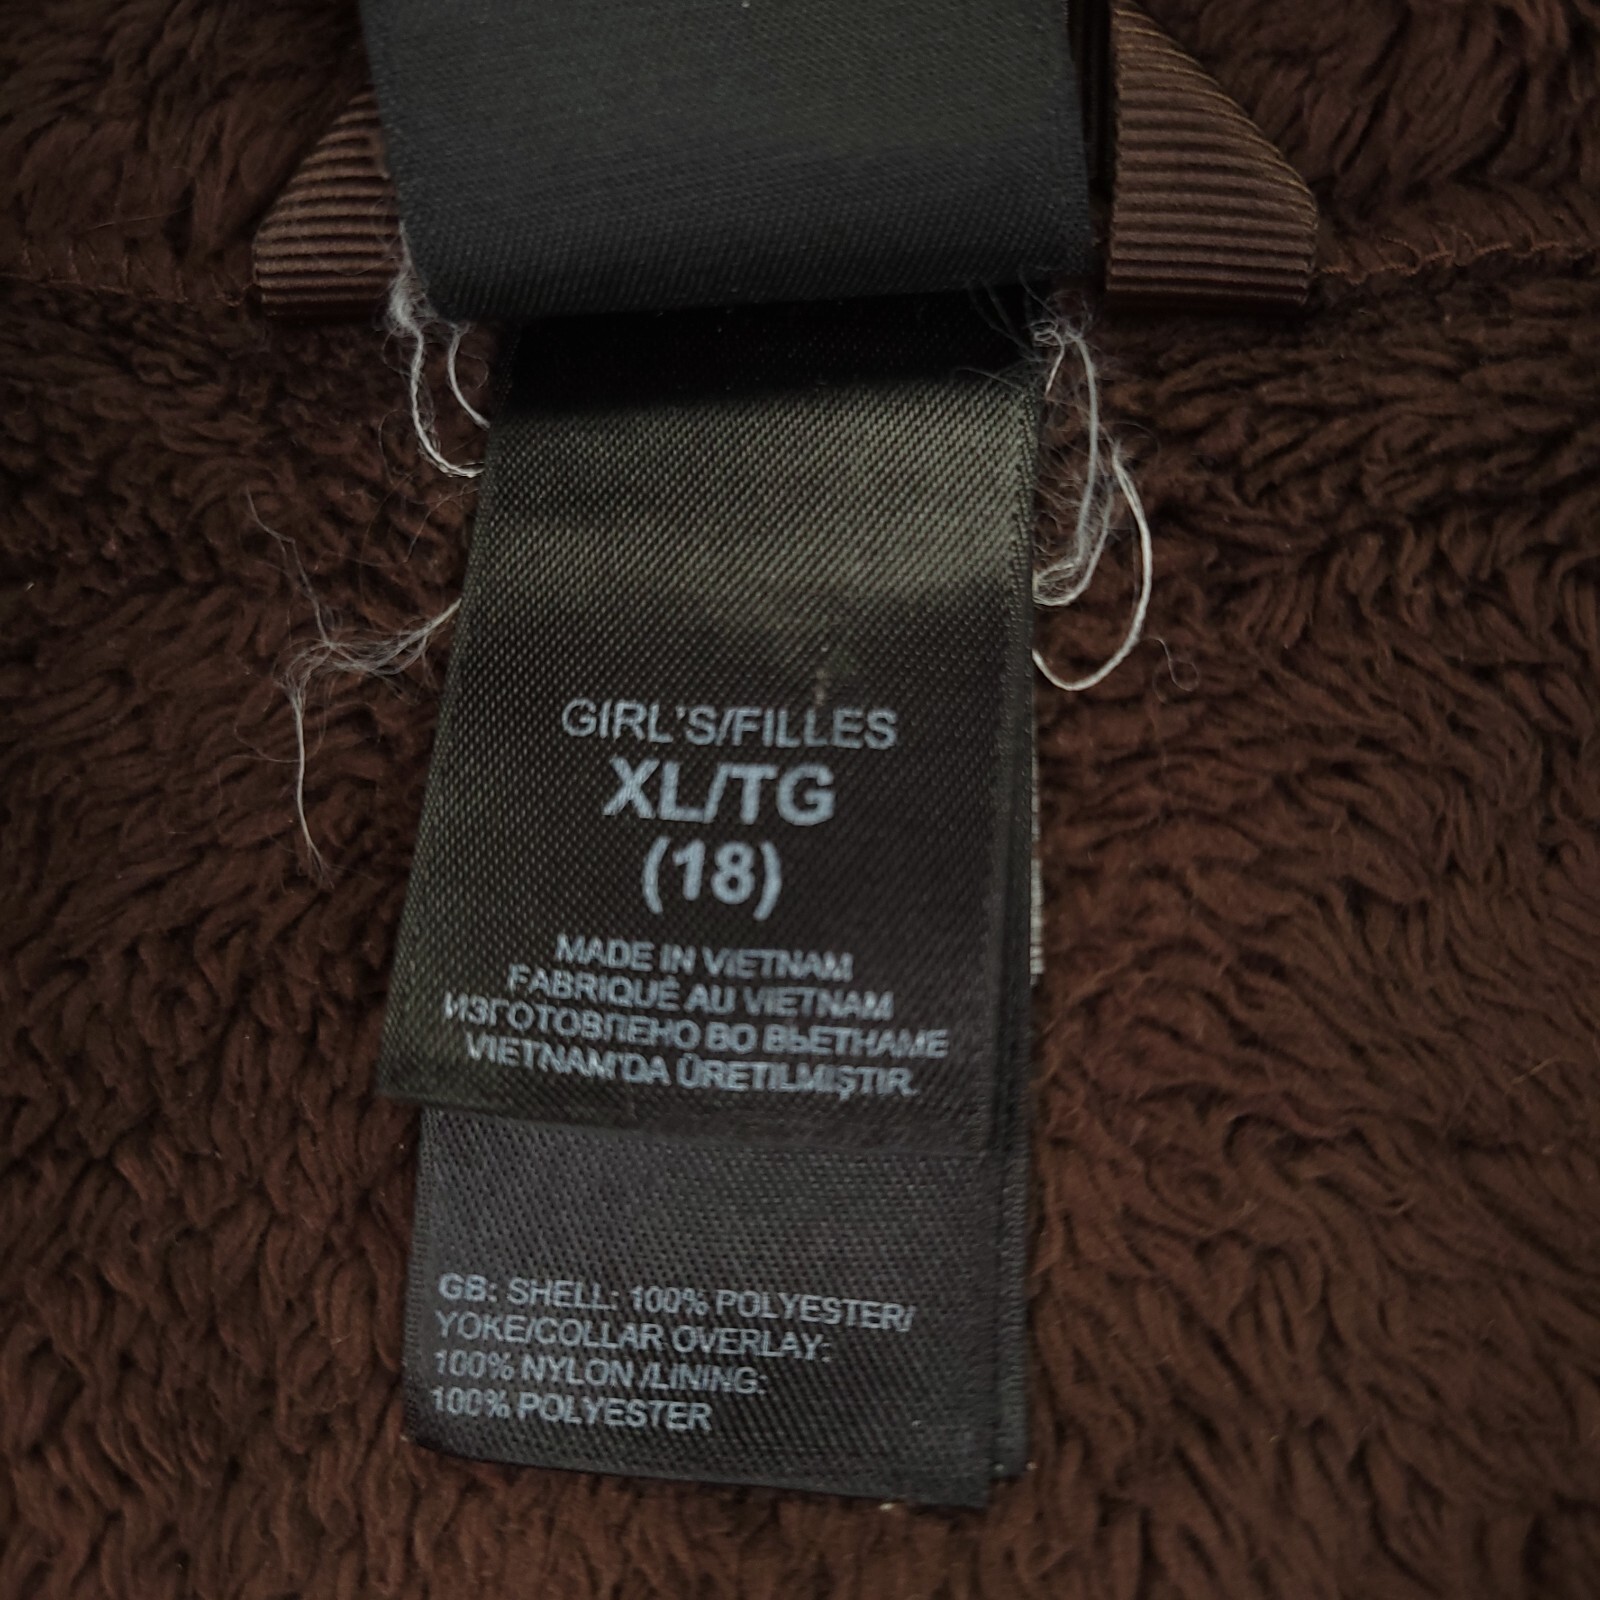 GIRL'S/FILLES
XL/TG
(18)
MADE IN VIETNAM
FABRIQUÉ AU VIETNAM
ИЗГОТОВЛЕНО ВО ВЬЕТНАМЕ
VIETNAM'DA ÜRETILMIŞTIR.
GB: SHELL: 100% POLYESTER/
YOKE/COLLAR OVERLAY:
100% NYLON /LINING:
100% POLYESTER